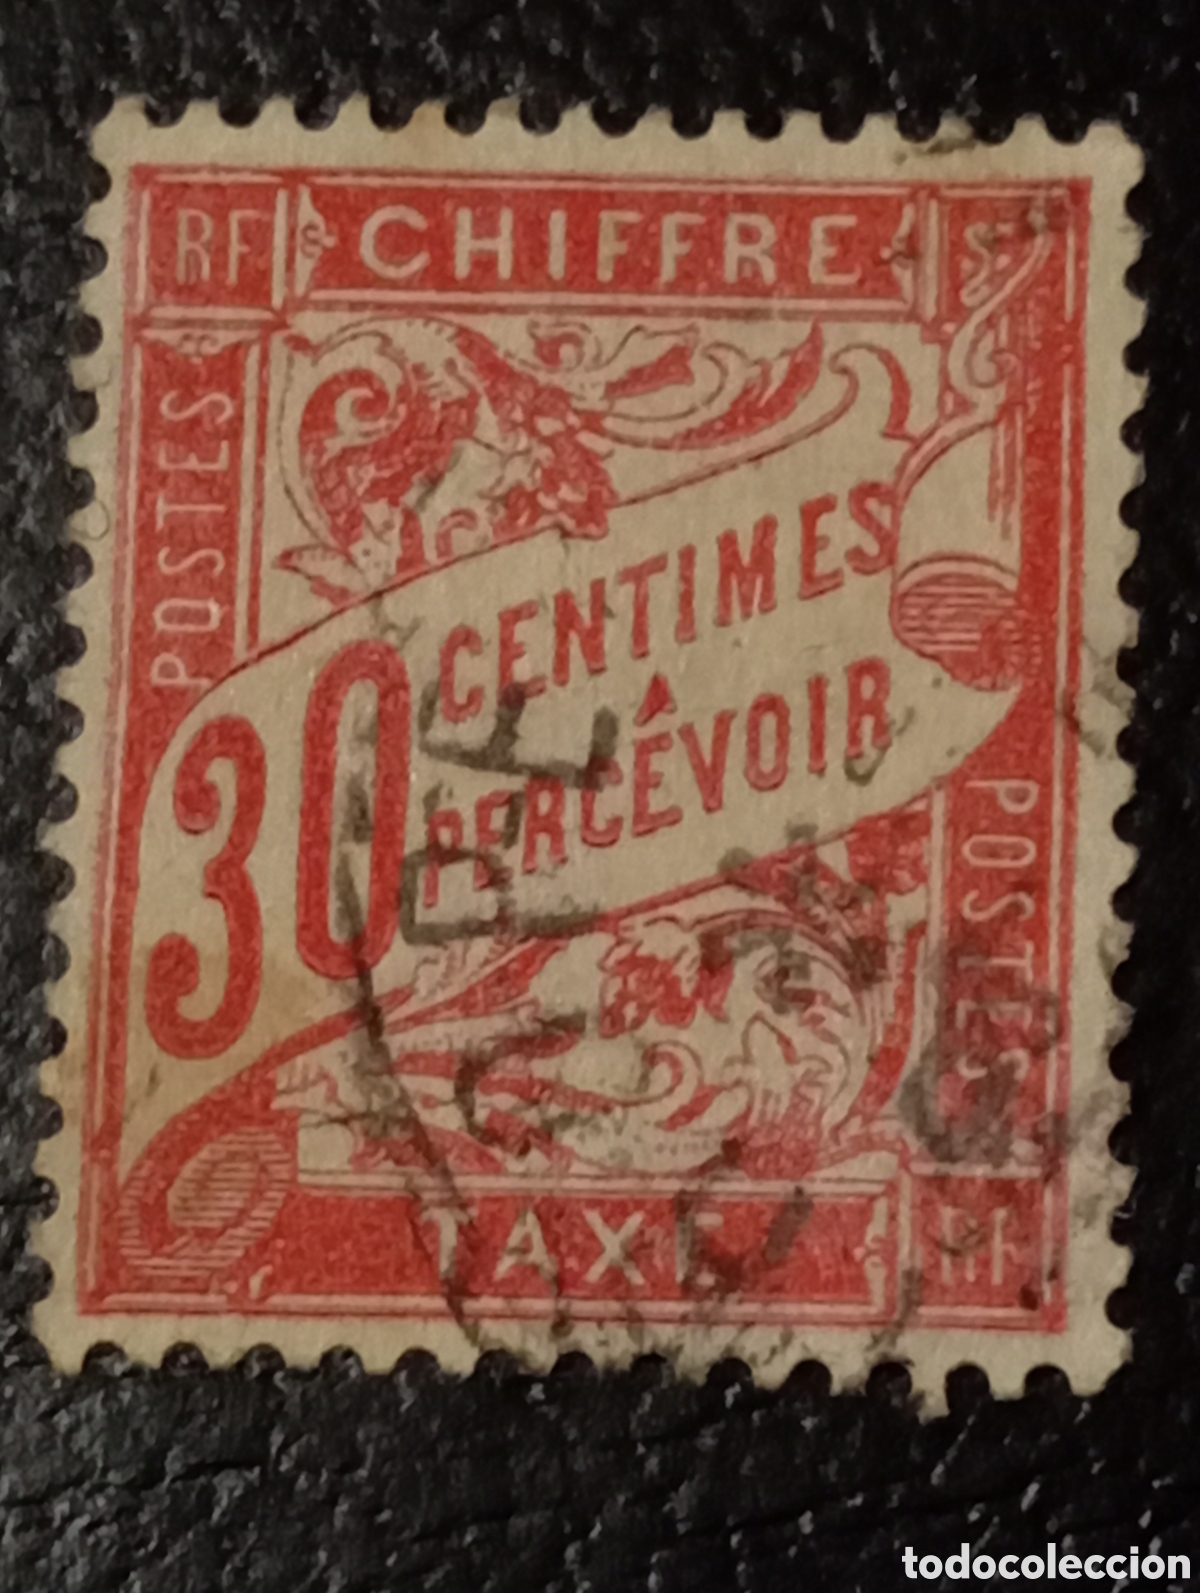 RF CHIFFRE
POSTES
30 CENTIMES
À
PERCEVOIR
POSTES
TAXE RF
todocoleccion